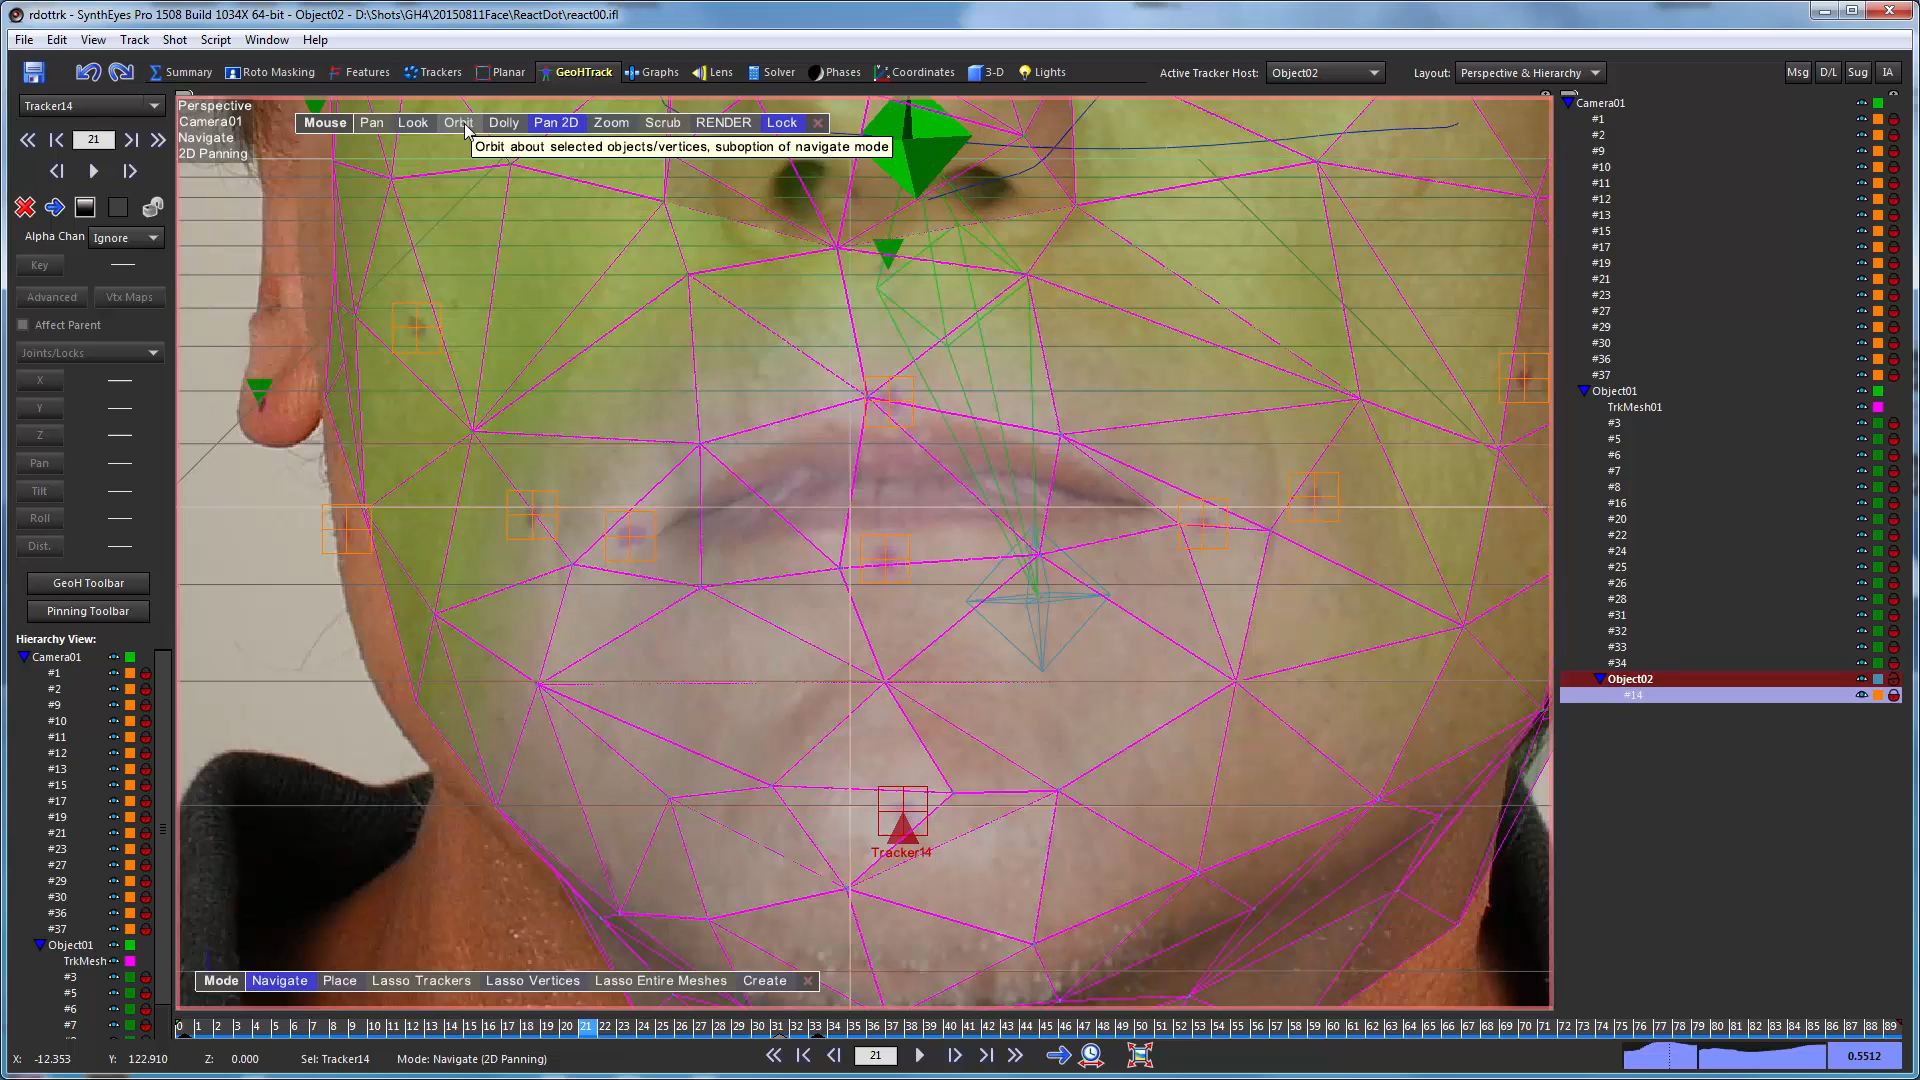 rdottrk - SynthEyes Pro 1508 Build 1034X 64-bit - Object02 - D:\Shots\GH4\20150811Face\ReactDot\react00.ifl
File Edit View Track Shot Script Window Help
Summary Roto Masking Features Trackers Planar GeoHTrack Graphs Lens Solver Phases Coordinates 3-D Lights Active Tracker Host: Object02 Layout: Perspective & Hierarchy Msg D/L Sug IA
Tracker14
21
Alpha Chan Ignore
Key
Advanced Vtx Maps
Affect Parent
Joints/Locks
X
Y
Z
Pan
Tilt
Roll
Dist.
GeoH Toolbar
Pinning Toolbar
Hierarchy View:
Camera01
#1
#2
#9
#10
#11
#12
#13
#15
#17
#19
#21
#23
#27
#29
#30
#36
#37
Object01
TrkMesh
#3
#5
#6
#7
Perspective
Camera01
Navigate
2D Panning
Mouse Pan Look Orbit Dolly Pan 2D Zoom Scrub RENDER Lock
Orbit about selected objects/vertices, suboption of navigate mode
Tracker14
Mode Navigate Place Lasso Trackers Lasso Vertices Lasso Entire Meshes Create
Camera01
#1
#2
#9
#10
#11
#12
#13
#15
#17
#19
#21
#23
#27
#29
#30
#36
#37
Object01
TrkMesh01
#3
#5
#6
#7
#8
#16
#20
#22
#24
#25
#26
#28
#31
#32
#33
#34
Object02
#14
0 1 2 3 4 5 6 7 8 9 10 11 12 13 14 15 16 17 18 19 20 21 22 23 24 25 26 27 28 29 30 31 32 33 34 35 36 37 38 39 40 41 42 43 44 45 46 47 48 49 50 51 52 53 54 55 56 57 58 59 60 61 62 63 64 65 66 67 68 69 70 71 72 73 74 75 76 77 78 79 80 81 82 83 84 85 86 87 88 89
X: -12.353 Y: 122.910 Z: 0.000 Sel: Tracker14 Mode: Navigate (2D Panning) 21 0.5512